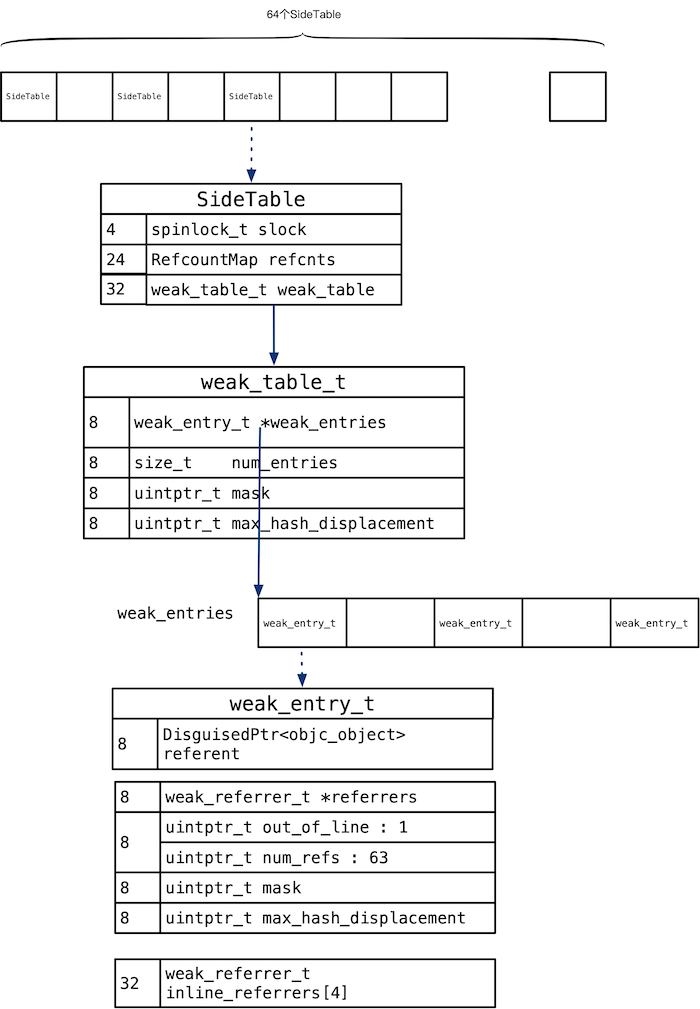 64个SideTable
SideTable SideTable SideTable
SideTable
4 spinlock_t slock
24 RefcountMap refcnts
32 weak_table_t weak_table
weak_table_t
8 weak_entry_t *weak_entries
8 size_t num_entries
8 uintptr_t mask
8 uintptr_t max_hash_displacement
weak_entries
weak_entry_t weak_entry_t weak_entry_t
weak_entry_t
8 DisguisedPtr<objc_object>
referent
8 weak_referrer_t *referrers
8 uintptr_t out_of_line : 1
uintptr_t num_refs : 63
8 uintptr_t mask
8 uintptr_t max_hash_displacement
32 weak_referrer_t
inline_referrers[4]